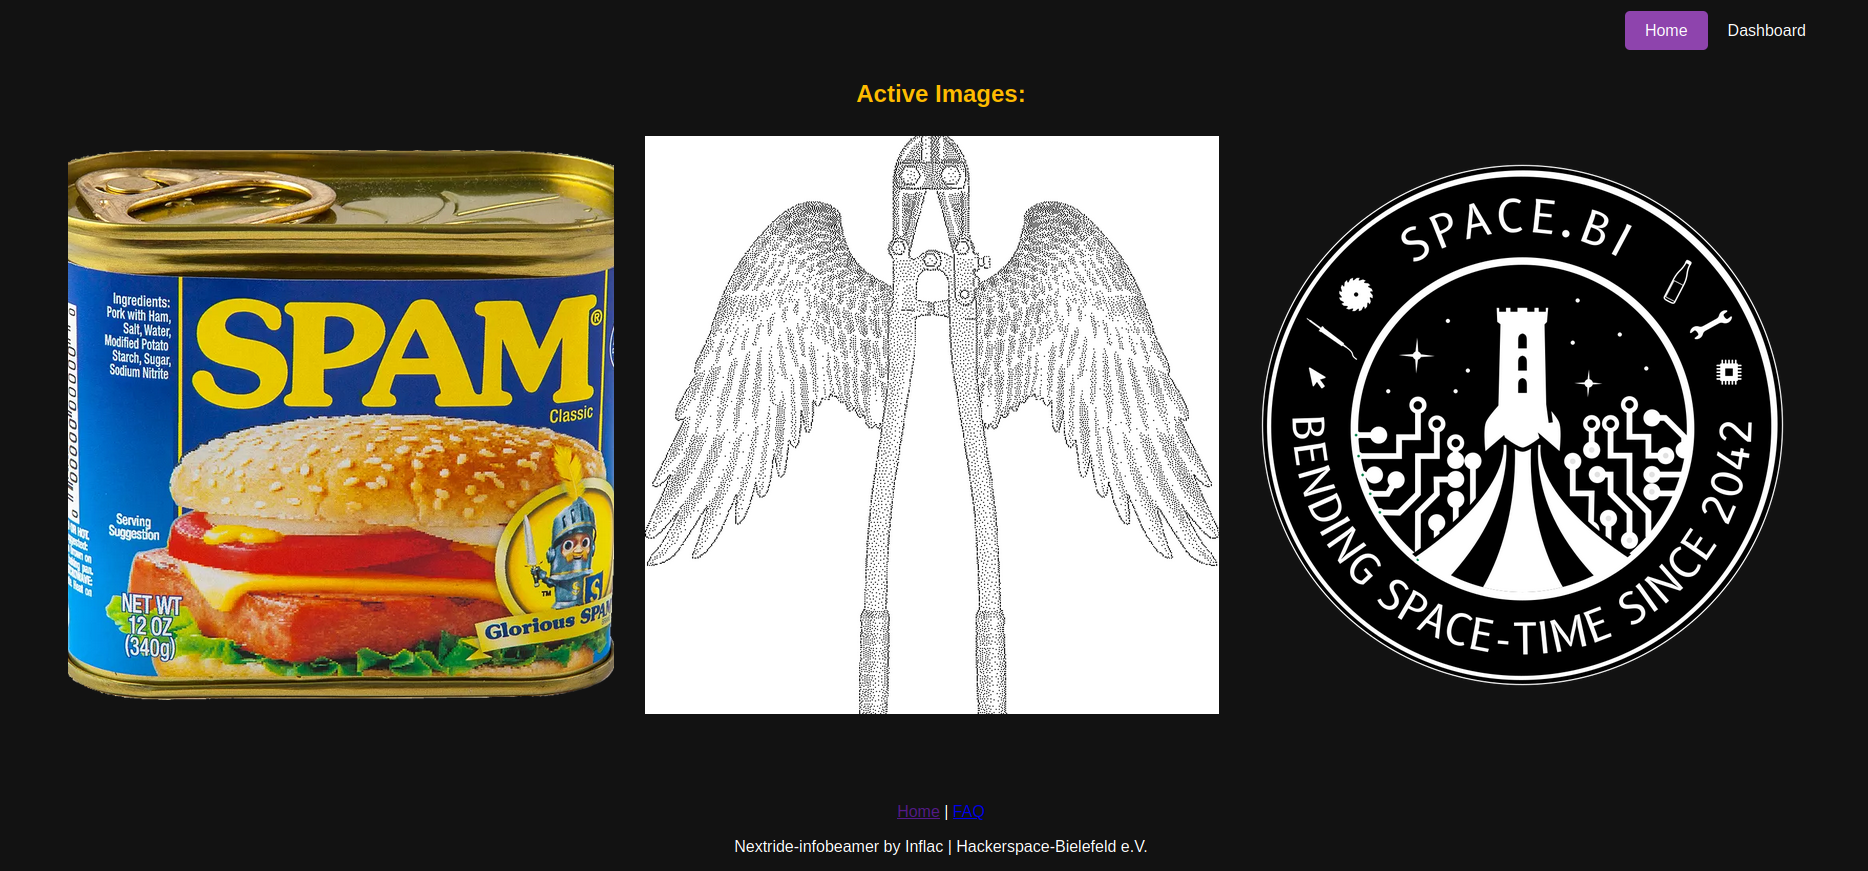 Home
Dashboard
Active Images:
Ingredients:
Pork with Ham,
Salt, Water,
Modified Potato
Starch, Sugar,
Sodium Nitrite
SPAM®
Classic
Serving
Suggestion
NET WT
12 OZ
(340g)
TM
S
Glorious SPAM
SPACE.BI
BENDING SPACE-TIME SINCE 2042
Home | FAQ
Nextride-infobeamer by Inflac | Hackerspace-Bielefeld e.V.